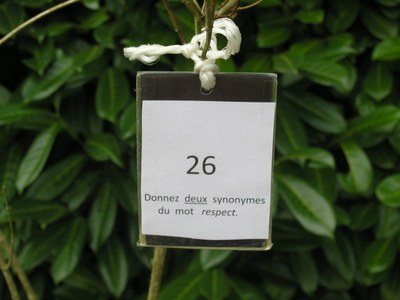 26
Donnez deux synonymes
du mot respect.